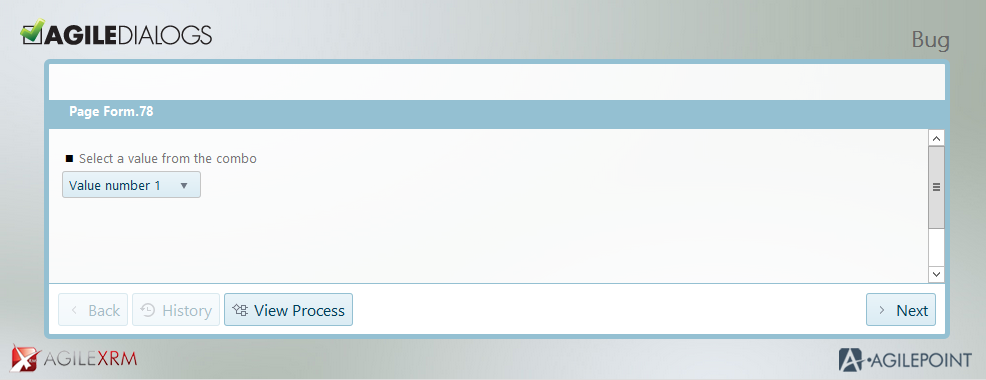 AGILEDIALOGS
Bug
Page Form.78
Select a value from the combo
Value number 1
Back
History
View Process
Next
AGILEXRM
AGILEPOINT